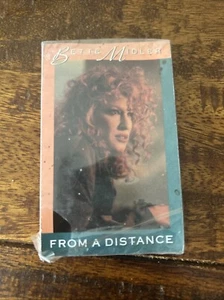 BETTE MIDLER
FROM A DISTANCE